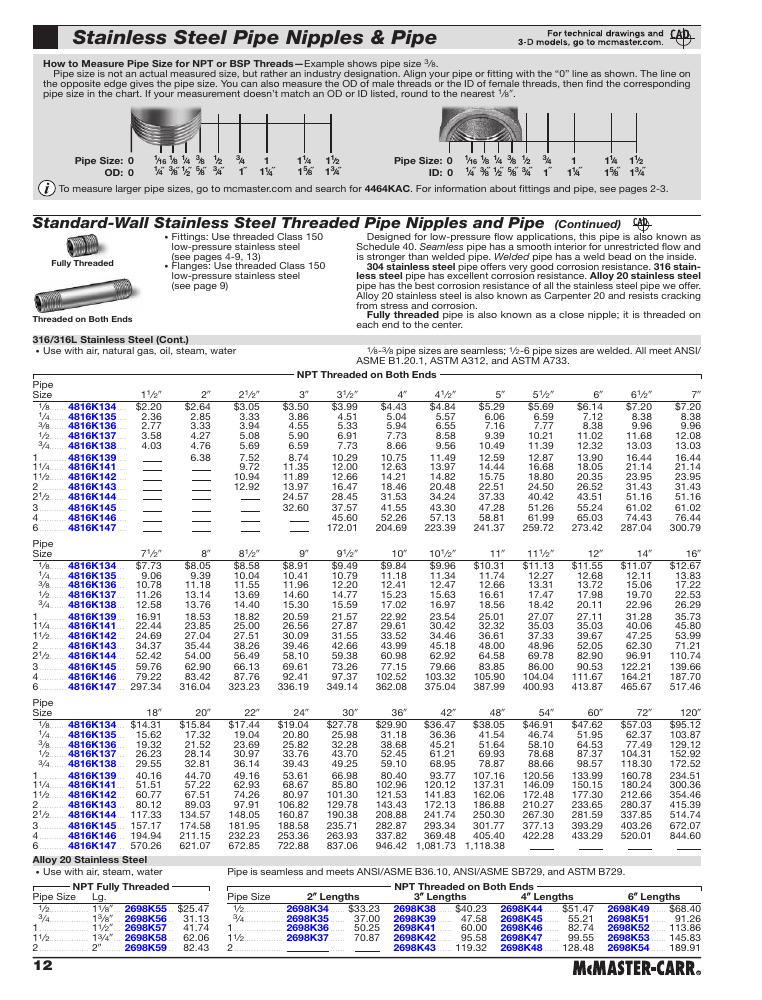 Stainless Steel Pipe Nipples & Pipe
For technical drawings and
3-D models, go to mcmaster.com.
CAD
How to Measure Pipe Size for NPT or BSP Threads—Example shows pipe size 3/8.
Pipe size is not an actual measured size, but rather an industry designation. Align your pipe or fitting with the “0” line as shown. The line on
the opposite edge gives the pipe size. You can also measure the OD of male threads or the ID of female threads, then find the corresponding
pipe size in the chart. If your measurement doesn’t match an OD or ID listed, round to the nearest 1/8″.
Pipe Size: 0 1/16 1/8 1/4 3/8 1/2 3/4 1 1 1/4 1 1/2
OD: 0 1/4″ 3/8″ 1/2″ 5/8″ 3/4″ 1″ 1 1/4″ 1 5/8″ 1 3/4″
Pipe Size: 0 1/16 1/8 1/4 3/8 1/2 3/4 1 1 1/4 1 1/2
ID: 0 1/4″ 3/8″ 1/2″ 5/8″ 3/4″ 1″ 1 1/4″ 1 5/8″ 1 3/4″
i To measure larger pipe sizes, go to mcmaster.com and search for 4464KAC. For information about fittings and pipe, see pages 2-3.
Standard-Wall Stainless Steel Threaded Pipe Nipples and Pipe (Continued)
CAD
Fully Threaded
Threaded on Both Ends
• Fittings: Use threaded Class 150
low-pressure stainless steel
(see pages 4-9, 13)
• Flanges: Use threaded Class 150
low-pressure stainless steel
(see page 9)
Designed for low-pressure flow applications, this pipe is also known as
Schedule 40. Seamless pipe has a smooth interior for unrestricted flow and
is stronger than welded pipe. Welded pipe has a weld bead on the inside.
304 stainless steel pipe offers very good corrosion resistance. 316 stain-
less steel pipe has excellent corrosion resistance. Alloy 20 stainless steel
pipe has the best corrosion resistance of all the stainless steel pipe we offer.
Alloy 20 stainless steel is also known as Carpenter 20 and resists cracking
from stress and corrosion.
Fully threaded pipe is also known as a close nipple; it is threaded on
each end to the center.
316/316L Stainless Steel (Cont.)
• Use with air, natural gas, oil, steam, water
1/8-3/8 pipe sizes are seamless; 1/2-6 pipe sizes are welded. All meet ANSI/
ASME B1.20.1, ASTM A312, and ASTM A733.
NPT Threaded on Both Ends
Pipe
Size 1 1/2″ 2″ 2 1/2″ 3″ 3 1/2″ 4″ 4 1/2″ 5″ 5 1/2″ 6″ 6 1/2″ 7″
1/8 4816K134 $2.20 $2.64 $3.05 $3.50 $3.99 $4.43 $4.84 $5.29 $5.69 $6.14 $7.20 $7.20
1/4 4816K135 2.36 2.85 3.33 3.86 4.51 5.04 5.57 6.06 6.59 7.12 8.38 8.38
3/8 4816K136 2.77 3.33 3.94 4.55 5.33 5.94 6.55 7.16 7.77 8.38 9.96 9.96
1/2 4816K137 3.58 4.27 5.08 5.90 6.91 7.73 8.58 9.39 10.21 11.02 11.68 12.08
3/4 4816K138 4.03 4.76 5.69 6.59 7.73 8.66 9.56 10.49 11.39 12.32 13.03 13.03
1 4816K139 6.38 7.52 8.74 10.29 10.75 11.49 12.59 12.87 13.90 16.44 16.44
1 1/4 4816K141 9.72 11.35 12.00 12.63 13.97 14.44 16.68 18.05 21.14 21.14
1 1/2 4816K142 10.94 11.89 12.66 14.21 14.82 15.75 18.80 20.35 23.95 23.95
2 4816K143 12.92 13.97 16.47 18.46 20.48 22.51 24.50 26.52 31.43 31.43
2 1/2 4816K144 24.57 28.45 31.53 34.24 37.33 40.42 43.51 51.16 51.16
3 4816K145 32.60 37.57 41.55 43.30 47.28 51.26 55.24 61.02 61.02
4 4816K146 45.60 52.26 57.13 58.81 61.99 65.03 74.43 76.44
6 4816K147 172.01 204.69 223.39 241.37 259.72 273.42 287.04 300.79
Pipe
Size 7 1/2″ 8″ 8 1/2″ 9″ 9 1/2″ 10″ 10 1/2″ 11″ 11 1/2″ 12″ 14″ 16″
1/8 4816K134 $7.73 $8.05 $8.58 $8.91 $9.49 $9.84 $9.96 $10.31 $11.13 $11.55 $11.07 $12.67
1/4 4816K135 9.06 9.39 10.04 10.41 10.79 11.18 11.34 11.74 12.27 12.68 12.11 13.83
3/8 4816K136 10.78 11.18 11.55 11.96 12.20 12.41 12.47 12.66 13.31 13.72 15.06 17.22
1/2 4816K137 11.26 13.14 13.69 14.60 14.77 15.23 15.63 16.61 17.47 17.98 19.70 22.53
3/4 4816K138 12.58 13.76 14.40 15.30 15.59 17.02 16.97 18.56 18.42 20.11 22.96 26.29
1 4816K139 16.91 18.53 18.82 20.59 21.57 22.92 23.54 25.01 27.07 27.11 31.28 35.73
1 1/4 4816K141 22.44 23.85 25.00 26.56 27.87 29.61 30.42 32.32 35.03 35.03 40.06 45.80
1 1/2 4816K142 24.69 27.04 27.51 30.09 31.55 33.52 34.46 36.61 37.33 39.67 47.25 53.99
2 4816K143 34.37 35.44 38.26 39.46 42.66 43.99 45.18 48.00 48.96 52.05 62.30 71.21
2 1/2 4816K144 52.42 54.00 56.49 58.10 59.38 60.98 62.92 64.58 69.78 82.90 96.91 110.74
3 4816K145 59.76 62.90 66.13 69.61 73.26 77.15 79.66 83.85 86.00 90.53 122.21 139.66
4 4816K146 79.22 83.42 87.76 92.41 97.37 102.52 103.32 105.90 104.04 111.67 164.21 187.70
6 4816K147 297.34 316.04 323.23 336.19 349.14 362.08 375.04 387.99 400.93 413.87 465.67 517.46
Pipe
Size 18″ 20″ 22″ 24″ 30″ 36″ 42″ 48″ 54″ 60″ 72″ 120″
1/8 4816K134 $14.31 $15.84 $17.44 $19.04 $27.78 $29.90 $36.47 $38.05 $46.91 $47.62 $57.03 $95.12
1/4 4816K135 15.62 17.32 19.04 20.80 25.98 31.18 36.36 41.54 46.74 51.95 62.37 103.87
3/8 4816K136 19.32 21.52 23.69 25.82 32.28 38.68 45.21 51.64 58.10 64.53 77.49 129.12
1/2 4816K137 26.23 28.14 30.97 33.76 43.70 52.45 61.21 69.93 78.68 87.37 104.31 152.92
3/4 4816K138 29.55 32.81 36.14 39.43 49.25 59.10 68.95 78.87 88.66 98.57 118.30 172.52
1 4816K139 40.16 44.70 49.16 53.61 66.98 80.40 93.77 107.16 120.56 133.99 160.78 234.51
1 1/4 4816K141 51.51 57.22 62.93 68.67 85.80 102.96 120.12 137.31 146.09 150.15 180.24 300.36
1 1/2 4816K142 60.77 67.51 74.26 80.97 101.30 121.53 141.83 162.06 172.48 177.30 212.66 354.46
2 4816K143 80.12 89.03 97.91 106.82 129.78 143.43 172.13 186.88 210.27 233.65 280.37 415.39
2 1/2 4816K144 117.33 134.57 148.05 160.87 190.38 208.88 241.74 250.30 267.30 281.59 337.85 514.74
3 4816K145 157.17 174.58 181.95 188.58 235.71 282.87 293.34 301.77 377.13 393.29 403.26 672.07
4 4816K146 194.94 211.15 232.23 253.36 263.93 337.82 369.48 405.40 422.28 433.29 520.01 844.60
6 4816K147 570.26 621.07 672.85 722.88 837.06 946.42 1,081.73 1,118.38
Alloy 20 Stainless Steel
• Use with air, steam, water
Pipe is seamless and meets ANSI/ASME B36.10, ANSI/ASME SB729, and ASTM B729.
NPT Fully Threaded
Pipe Size Lg.
1/2 1 1/8″ 2698K55 $25.47
3/4 1 3/8″ 2698K56 31.13
1 1 1/2″ 2698K57 41.74
1 1/2 1 3/4″ 2698K58 62.06
2 2″ 2698K59 82.43
NPT Threaded on Both Ends
Pipe Size 2″ Lengths 3″ Lengths 4″ Lengths 6″ Lengths
1/2 2698K34 $33.23 2698K38 $40.23 2698K44 $51.47 2698K49 $68.40
3/4 2698K35 37.00 2698K39 47.58 2698K45 55.21 2698K51 91.26
1 2698K36 50.25 2698K41 60.00 2698K46 82.74 2698K52 113.86
1 1/2 2698K37 70.87 2698K42 95.58 2698K47 99.55 2698K53 145.83
2 2698K43 119.32 2698K48 128.48 2698K54 189.91
12
McMASTER-CARR®